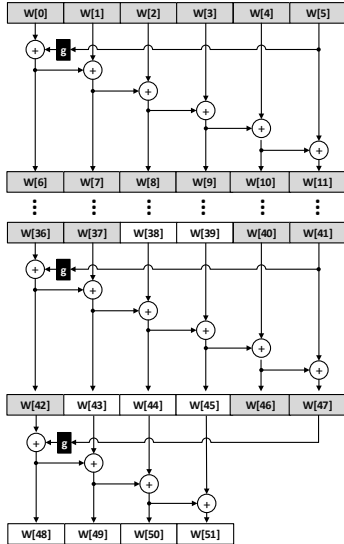 W[0] W[1] W[2] W[3] W[4] W[5]
+ g
+
+
+
+
+
W[6] W[7] W[8] W[9] W[10] W[11]
W[36] W[37] W[38] W[39] W[40] W[41]
+ g
+
+
+
+
+
W[42] W[43] W[44] W[45] W[46] W[47]
+ g
+
+
+
W[48] W[49] W[50] W[51]